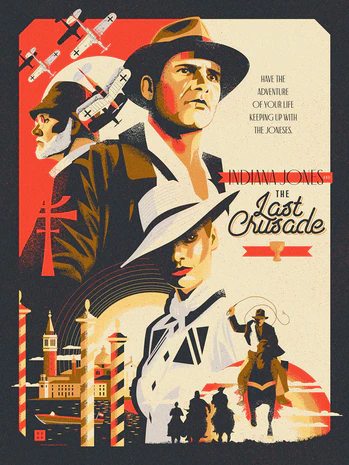 HAVE THE
ADVENTURE
OF YOUR LIFE
KEEPING UP WITH
THE JONESES.
INDIANA JONES AND
THE
Last
Crusade